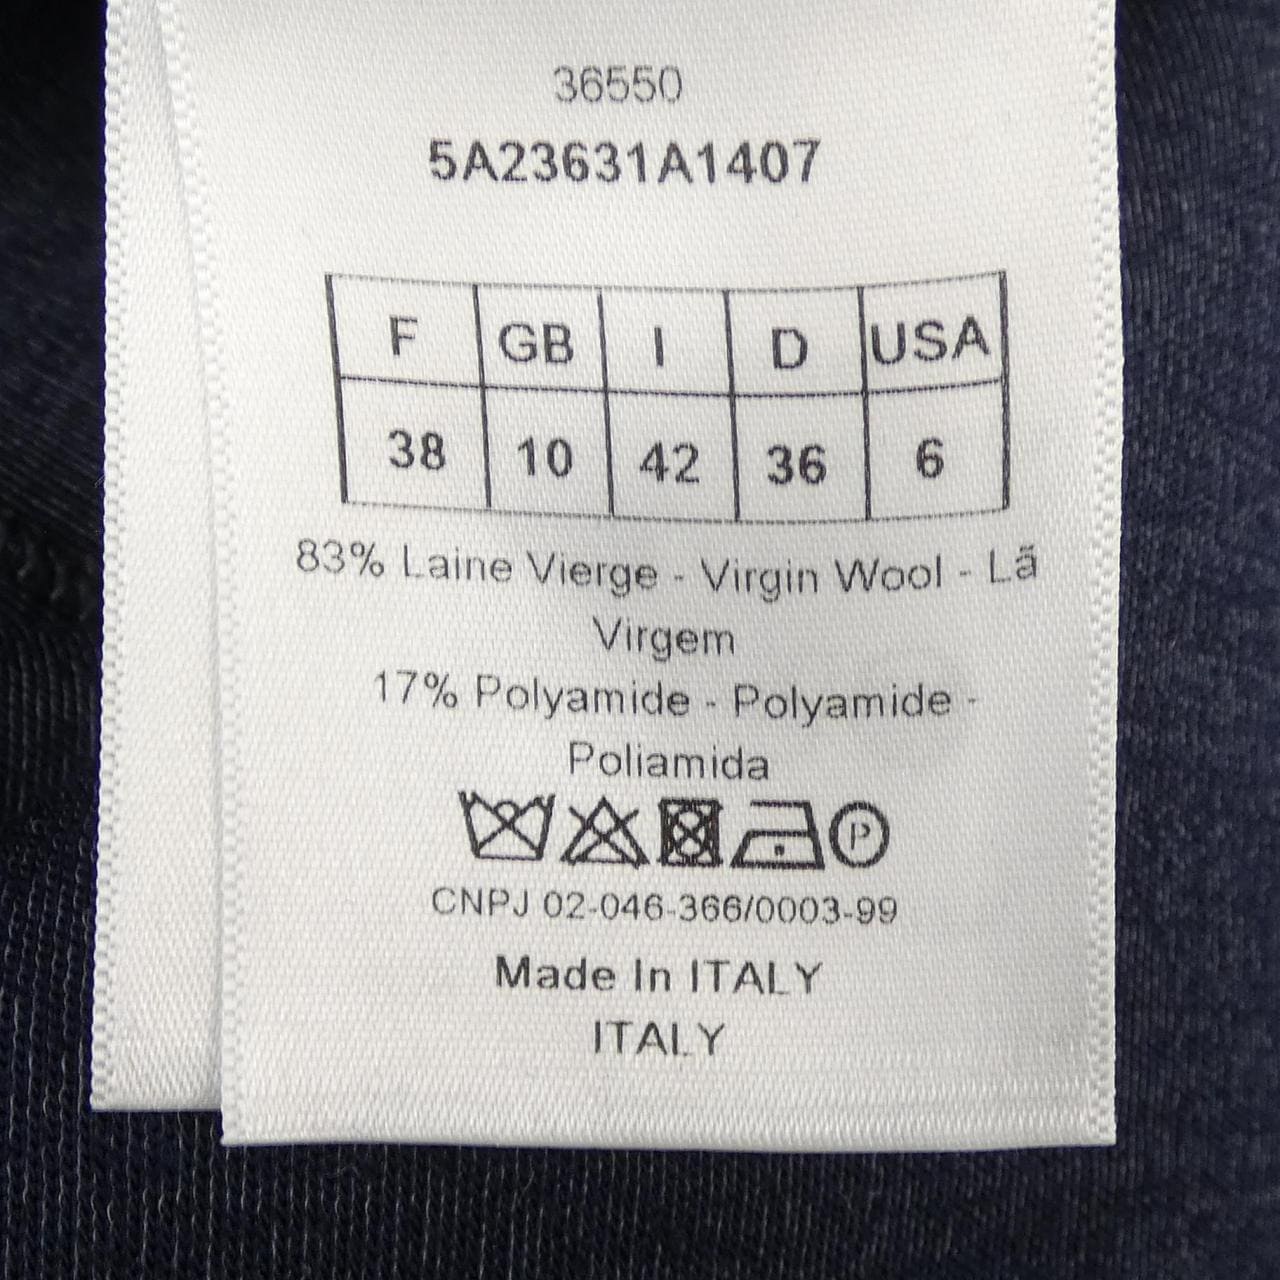 36550
5A23631A1407
F GB I D USA
38 10 42 36 6
83% Laine Vierge - Virgin Wool - Lã
Virgem
17% Polyamide - Polyamide -
Poliamida
P
CNPJ 02-046-366/0003-99
Made In ITALY
ITALY